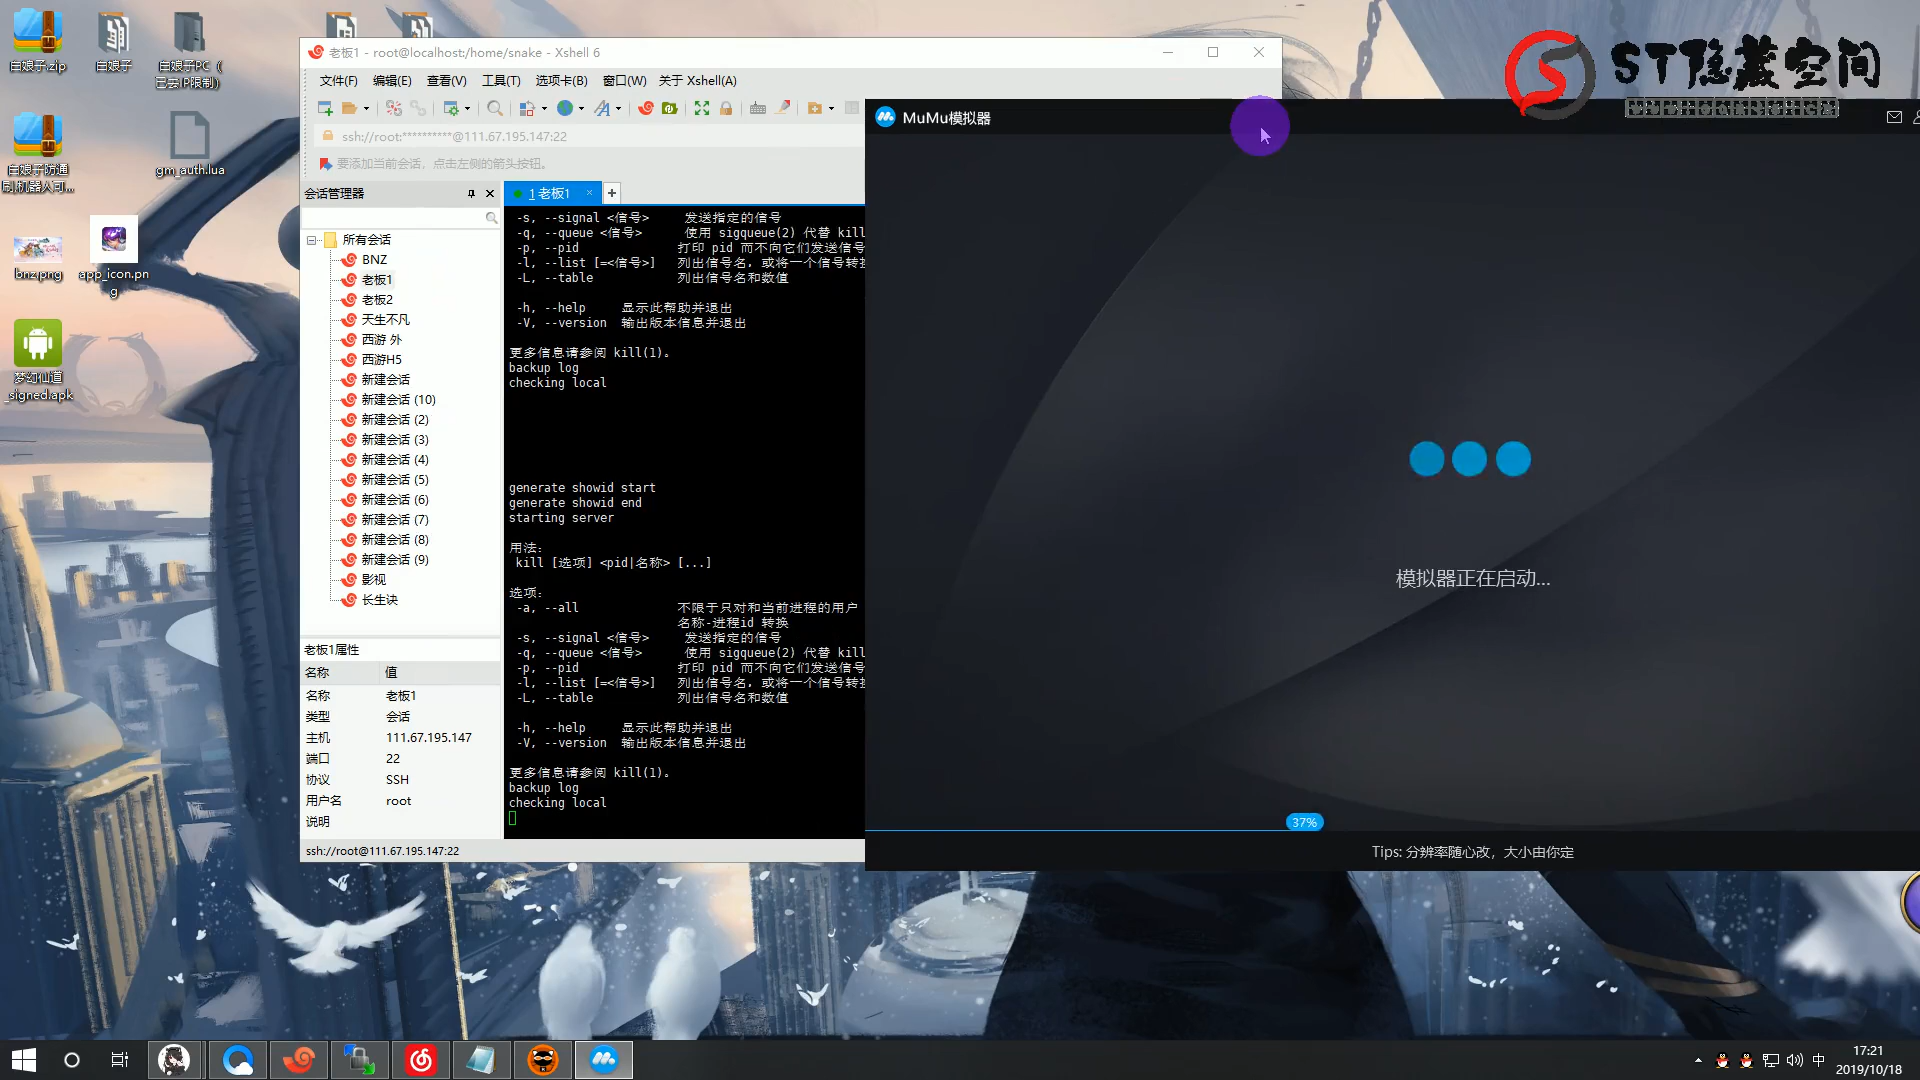 白娘子.zip
白娘子
白娘子PC（
已去IP限制）
白娘子防通
刷,机器人可...
gm_auth.lua
bnz.png
app_icon.pn
g
梦幻仙道
_signed.apk
老板1 - root@localhost:/home/snake - Xshell 6
文件(F)
编辑(E)
查看(V)
工具(T)
选项卡(B)
窗口(W)
关于 Xshell(A)
ssh://root:**********@111.67.195.147:22
要添加当前会话，点击左侧的箭头按钮。
会话管理器
1 老板1
所有会话
BNZ
老板1
老板2
天生不凡
西游 外
西游H5
新建会话
新建会话 (10)
新建会话 (2)
新建会话 (3)
新建会话 (4)
新建会话 (5)
新建会话 (6)
新建会话 (7)
新建会话 (8)
新建会话 (9)
影视
长生诀
老板1属性
名称 值
名称 老板1
类型 会话
主机 111.67.195.147
端口 22
协议 SSH
用户名 root
说明
-s, --signal <信号> 发送指定的信号
-q, --queue <信号> 使用 sigqueue(2) 代替 kill
-p, --pid 打印 pid 而不向它们发送信号
-l, --list [=<信号>] 列出信号名，或将一个信号转换
-L, --table 列出信号名和数值
-h, --help 显示此帮助并退出
-V, --version 输出版本信息并退出
更多信息请参阅 kill(1)。
backup log
checking local
generate showid start
generate showid end
starting server
用法：
kill [选项] <pid|名称> [...]
选项：
-a, --all 不限于只对和当前进程的用户
名称-进程id 转换
-s, --signal <信号> 发送指定的信号
-q, --queue <信号> 使用 sigqueue(2) 代替 kill
-p, --pid 打印 pid 而不向它们发送信号
-l, --list [=<信号>] 列出信号名，或将一个信号转换
-L, --table 列出信号名和数值
-h, --help 显示此帮助并退出
-V, --version 输出版本信息并退出
更多信息请参阅 kill(1)。
backup log
checking local
ssh://root@111.67.195.147:22
MuMu模拟器
模拟器正在启动...
37%
Tips: 分辨率随心改，大小由你定
ST隐藏空间
中
17:21
2019/10/18